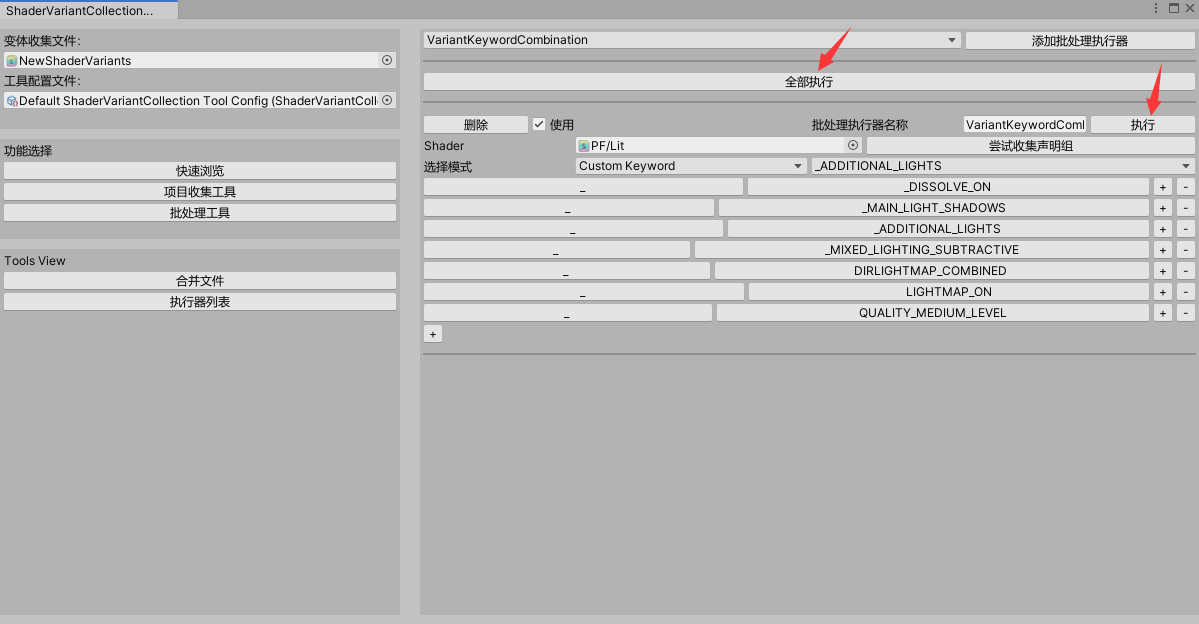 ShaderVariantCollection...
变体收集文件:
NewShaderVariants
工具配置文件:
Default ShaderVariantCollection Tool Config (ShaderVariantColl
功能选择
快速浏览
项目收集工具
批处理工具
Tools View
合并文件
执行器列表
VariantKeywordCombination 添加批处理执行器
全部执行
删除 使用 批处理执行器名称 VariantKeywordComl 执行
Shader PF/Lit 尝试收集声明组
选择模式 Custom Keyword _ADDITIONAL_LIGHTS
_ _DISSOLVE_ON + -
_ _MAIN_LIGHT_SHADOWS + -
_ _ADDITIONAL_LIGHTS + -
_ _MIXED_LIGHTING_SUBTRACTIVE + -
_ DIRLIGHTMAP_COMBINED + -
_ LIGHTMAP_ON + -
_ QUALITY_MEDIUM_LEVEL + -
+